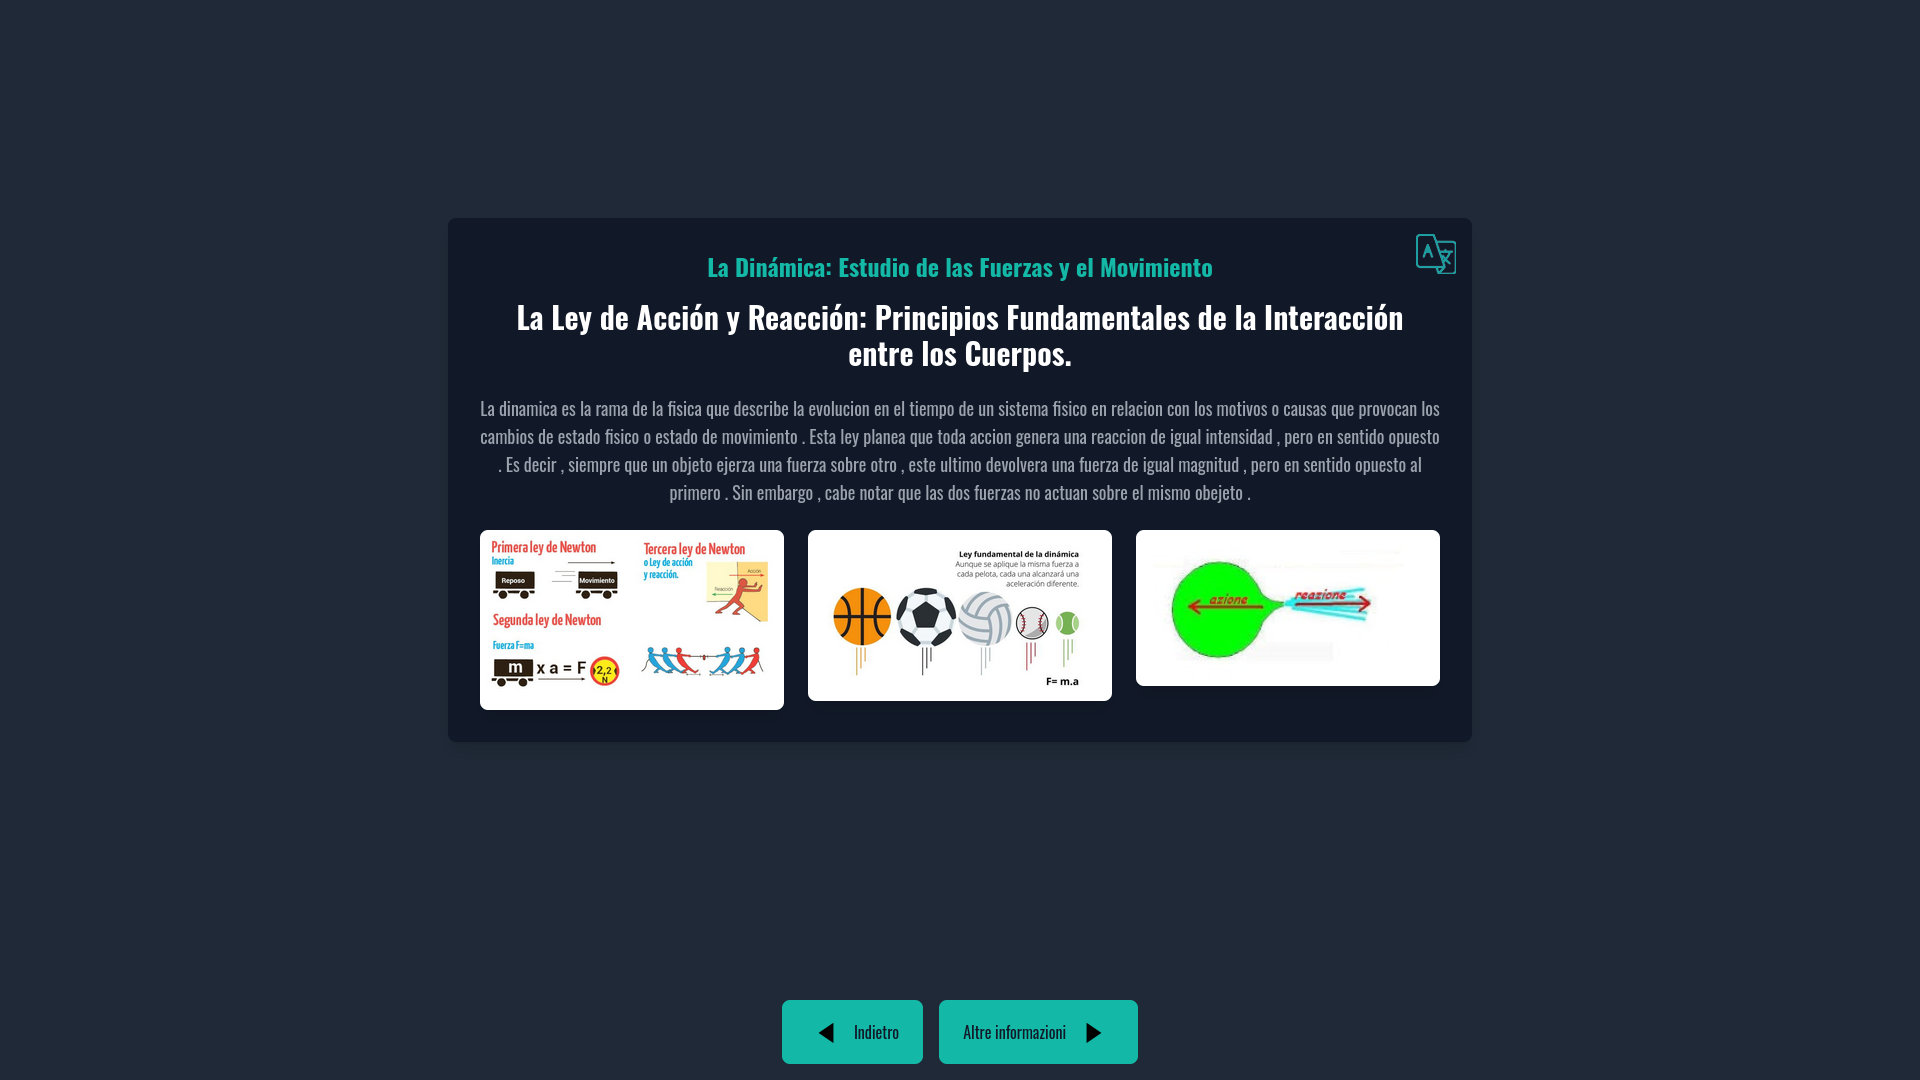 La Dinámica: Estudio de las Fuerzas y el Movimiento
La Ley de Acción y Reacción: Principios Fundamentales de la Interacción
entre los Cuerpos.
La dinamica es la rama de la fisica que describe la evolucion en el tiempo de un sistema fisico en relacion con los motivos o causas que provocan los
cambios de estado fisico o estado de movimiento . Esta ley planea que toda accion genera una reaccion de igual intensidad , pero en sentido opuesto
. Es decir , siempre que un objeto ejerza una fuerza sobre otro , este ultimo devolvera una fuerza de igual magnitud , pero en sentido opuesto al
primero . Sin embargo , cabe notar que las dos fuerzas no actuan sobre el mismo obejeto .
Primera ley de Newton
Inercia
Reposo
Movimiento
Segunda ley de Newton
Fuerza F=ma
m x a = F 2,2 N
Tercera ley de Newton
o Ley de acción
y reacción.
Acción
Reacción
Ley fundamental de la dinámica
Aunque se aplique la misma fuerza a
cada pelota, cada una alcanzará una
aceleración diferente.
F= m.a
azione
reazione
Indietro
Altre informazioni